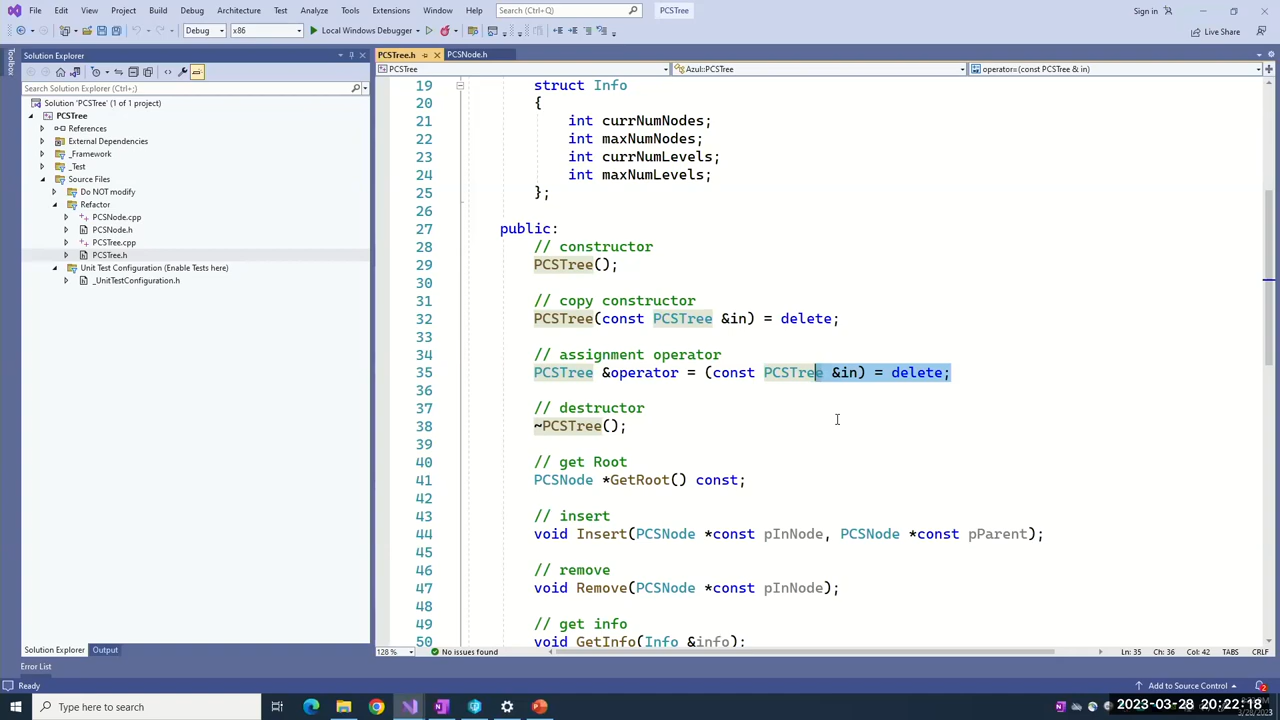 File Edit View Project Build Debug Architecture Test Analyze Tools Extensions Window Help Search (Ctrl+Q) PCSTree Sign in
Debug x86 Local Windows Debugger Live Share
Toolbox
Solution Explorer
Search Solution Explorer (Ctrl+;)
Solution 'PCSTree' (1 of 1 project)
PCSTree
References
External Dependencies
_Framework
_Test
Source Files
Do NOT modify
Refactor
PCSNode.cpp
PCSNode.h
PCSTree.cpp
PCSTree.h
Unit Test Configuration (Enable Tests here)
_UnitTestConfiguration.h
Solution Explorer Output
PCSTree.h PCSNode.h
PCSTree Azul::PCSTree operator=(const PCSTree & in)
19 struct Info
20 {
21 int currNumNodes;
22 int maxNumNodes;
23 int currNumLevels;
24 int maxNumLevels;
25 };
26
27 public:
28 // constructor
29 PCSTree();
30
31 // copy constructor
32 PCSTree(const PCSTree &in) = delete;
33
34 // assignment operator
35 PCSTree &operator = (const PCSTree &in) = delete;
36
37 // destructor
38 ~PCSTree();
39
40 // get Root
41 PCSNode *GetRoot() const;
42
43 // insert
44 void Insert(PCSNode *const pInNode, PCSNode *const pParent);
45
46 // remove
47 void Remove(PCSNode *const pInNode);
48
49 // get info
50 void GetInfo(Info &info);
128 % No issues found Ln: 35 Ch: 36 Col: 42 TABS CRLF
Error List
Ready Add to Source Control 2
Type here to search
2023-03-28 20:22:18